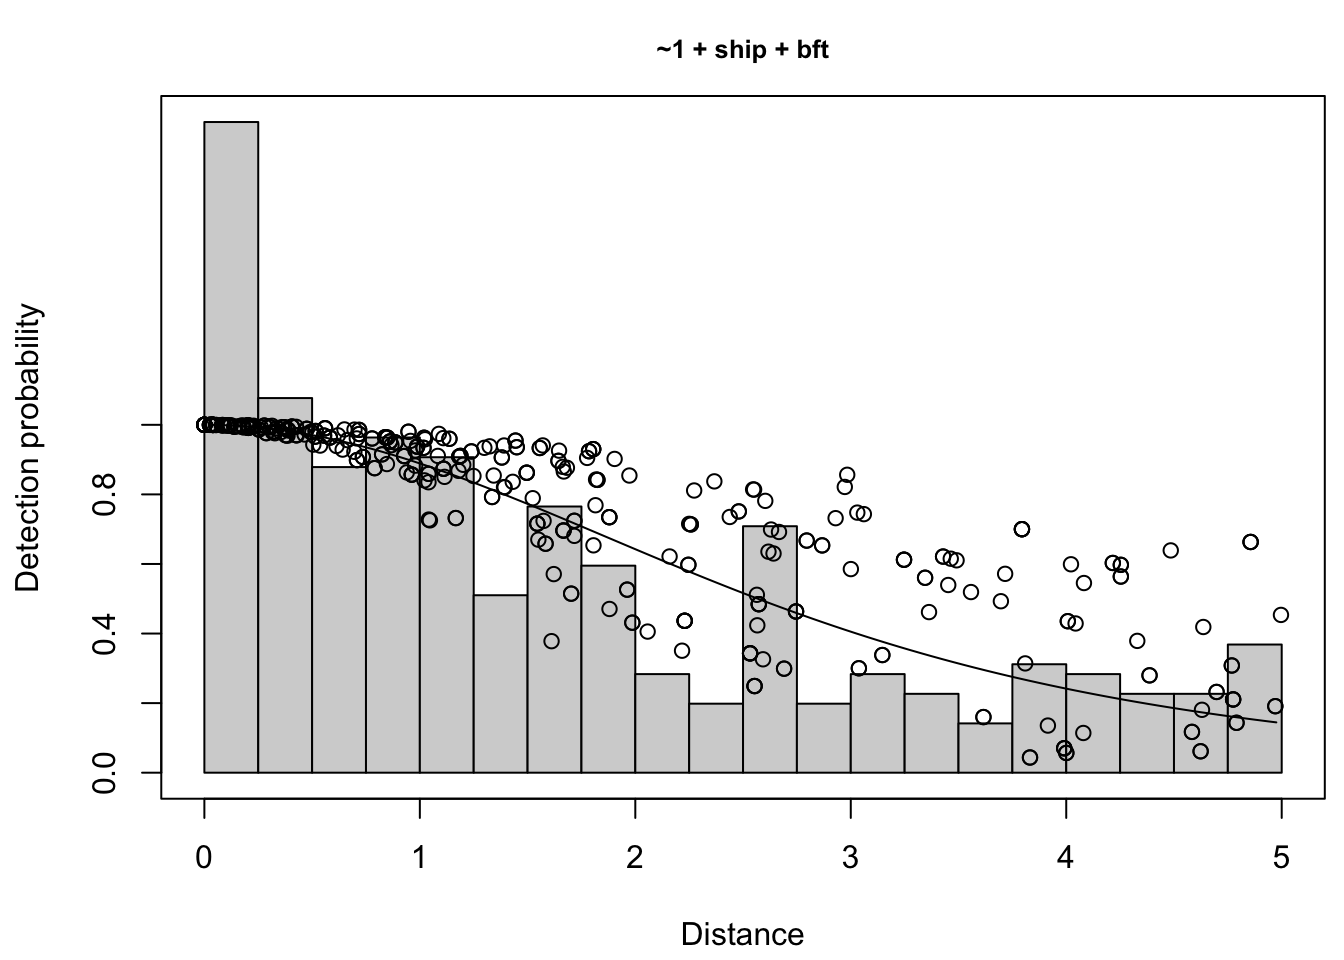 ~1 + ship + bft
Detection probability
0.8
0.4
0.0
0 1 2 3 4 5
Distance